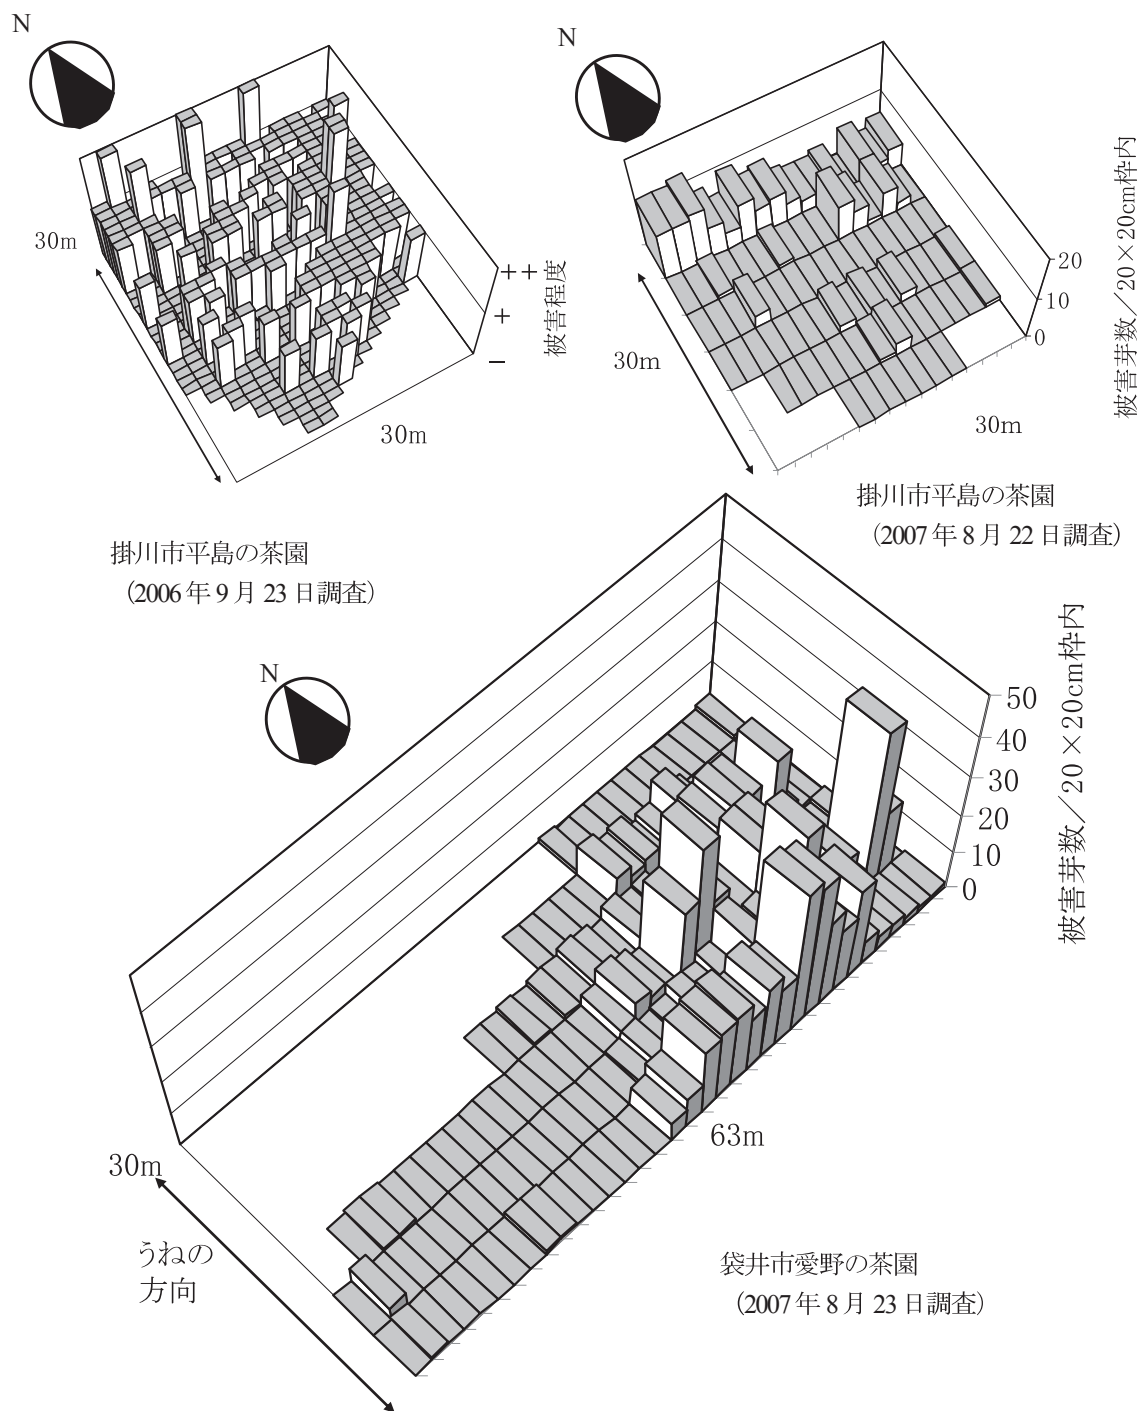 N
30m
++
+
−
被害程度
30m
掛川市平島の茶園
（2006年9月23日調査）
N
30m
20
10
0
被害芽数／20×20cm枠内
30m
掛川市平島の茶園
（2007年8月22日調査）
N
50
40
30
20
10
0
被害芽数／20×20cm枠内
63m
30m
うねの
方向
袋井市愛野の茶園
（2007年8月23日調査）